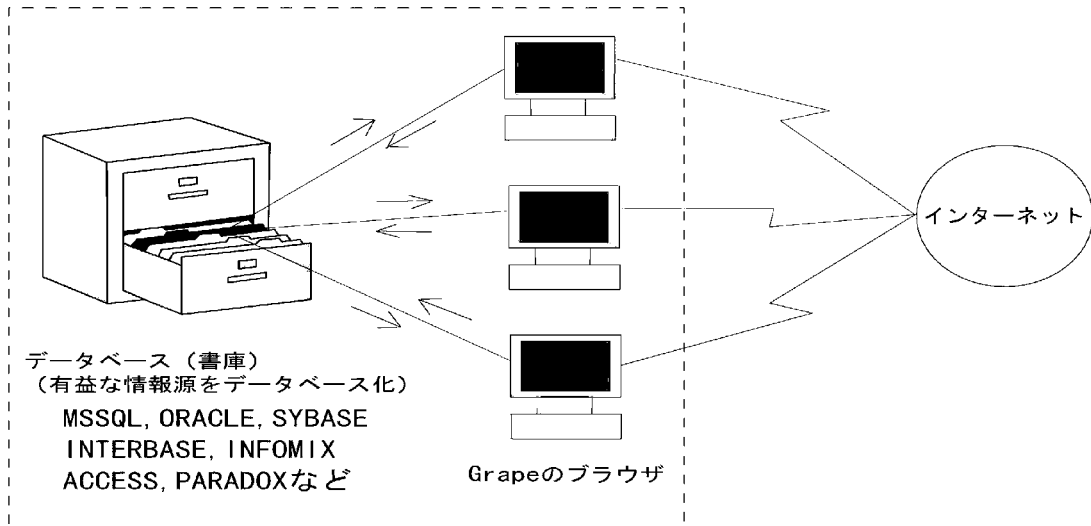 データベース（書庫）
（有益な情報源をデータベース化）
MSSQL, ORACLE, SYBASE
INTERBASE, INFOMIX
ACCESS, PARADOXなど
Grapeのブラウザ
インターネット